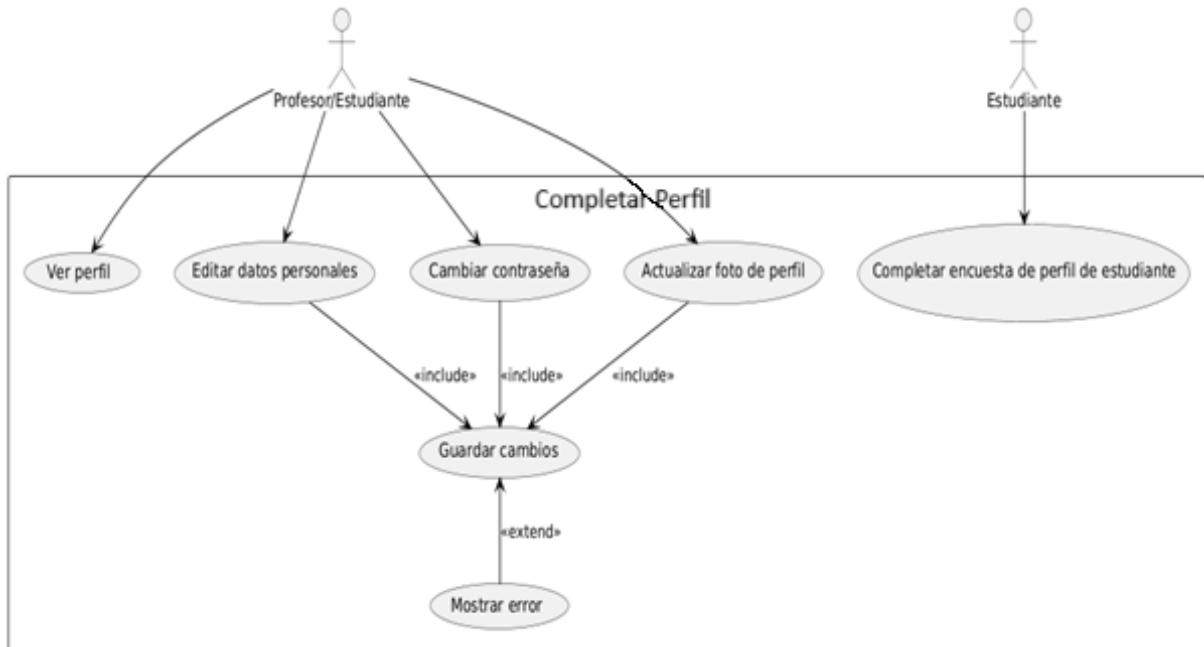 Profesor/Estudiante
Estudiante
Completar Perfil
Ver perfil
Editar datos personales
Cambiar contraseña
Actualizar foto de perfil
Completar encuesta de perfil de estudiante
«include»
«include»
«include»
Guardar cambios
«extend»
Mostrar error